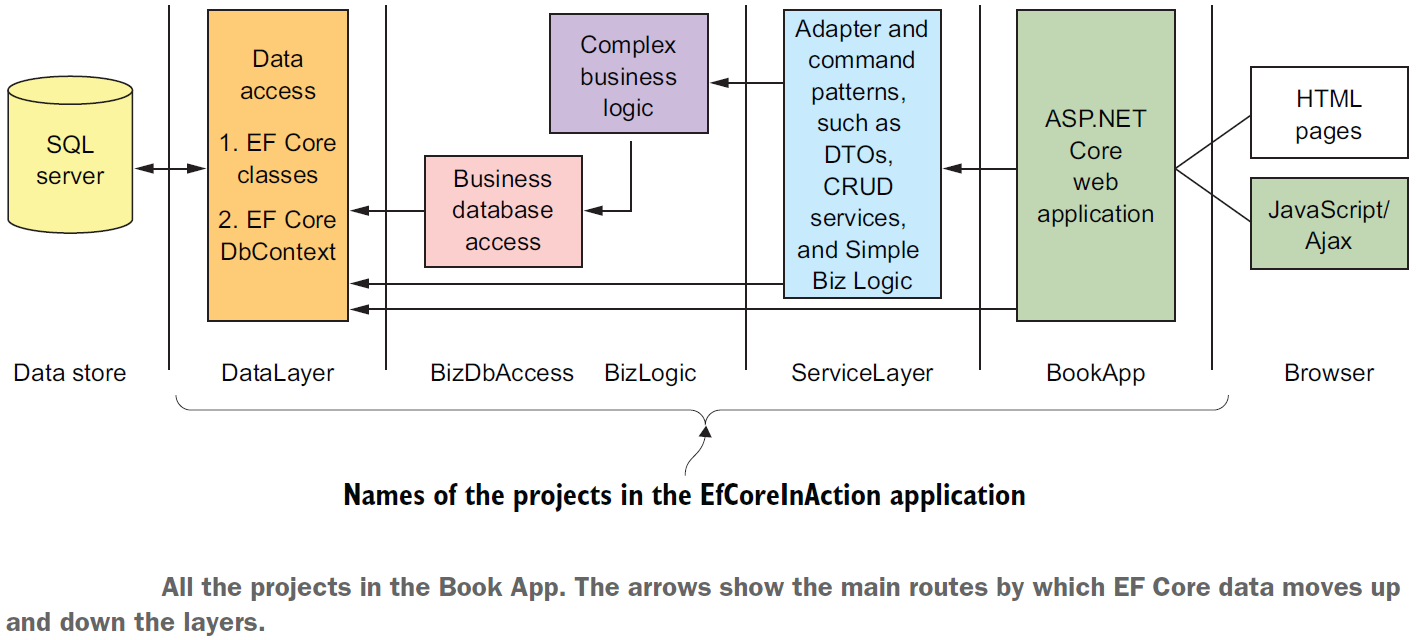 SQL
server
Data
access
1. EF Core
classes
2. EF Core
DbContext
Business
database
access
Complex
business
logic
Adapter and
command
patterns,
such as
DTOs,
CRUD
services,
and Simple
Biz Logic
ASP.NET
Core
web
application
HTML
pages
JavaScript/
Ajax
Data store
DataLayer
BizDbAccess
BizLogic
ServiceLayer
BookApp
Browser
Names of the projects in the EfCoreInAction application
All the projects in the Book App. The arrows show the main routes by which EF Core data moves up
and down the layers.